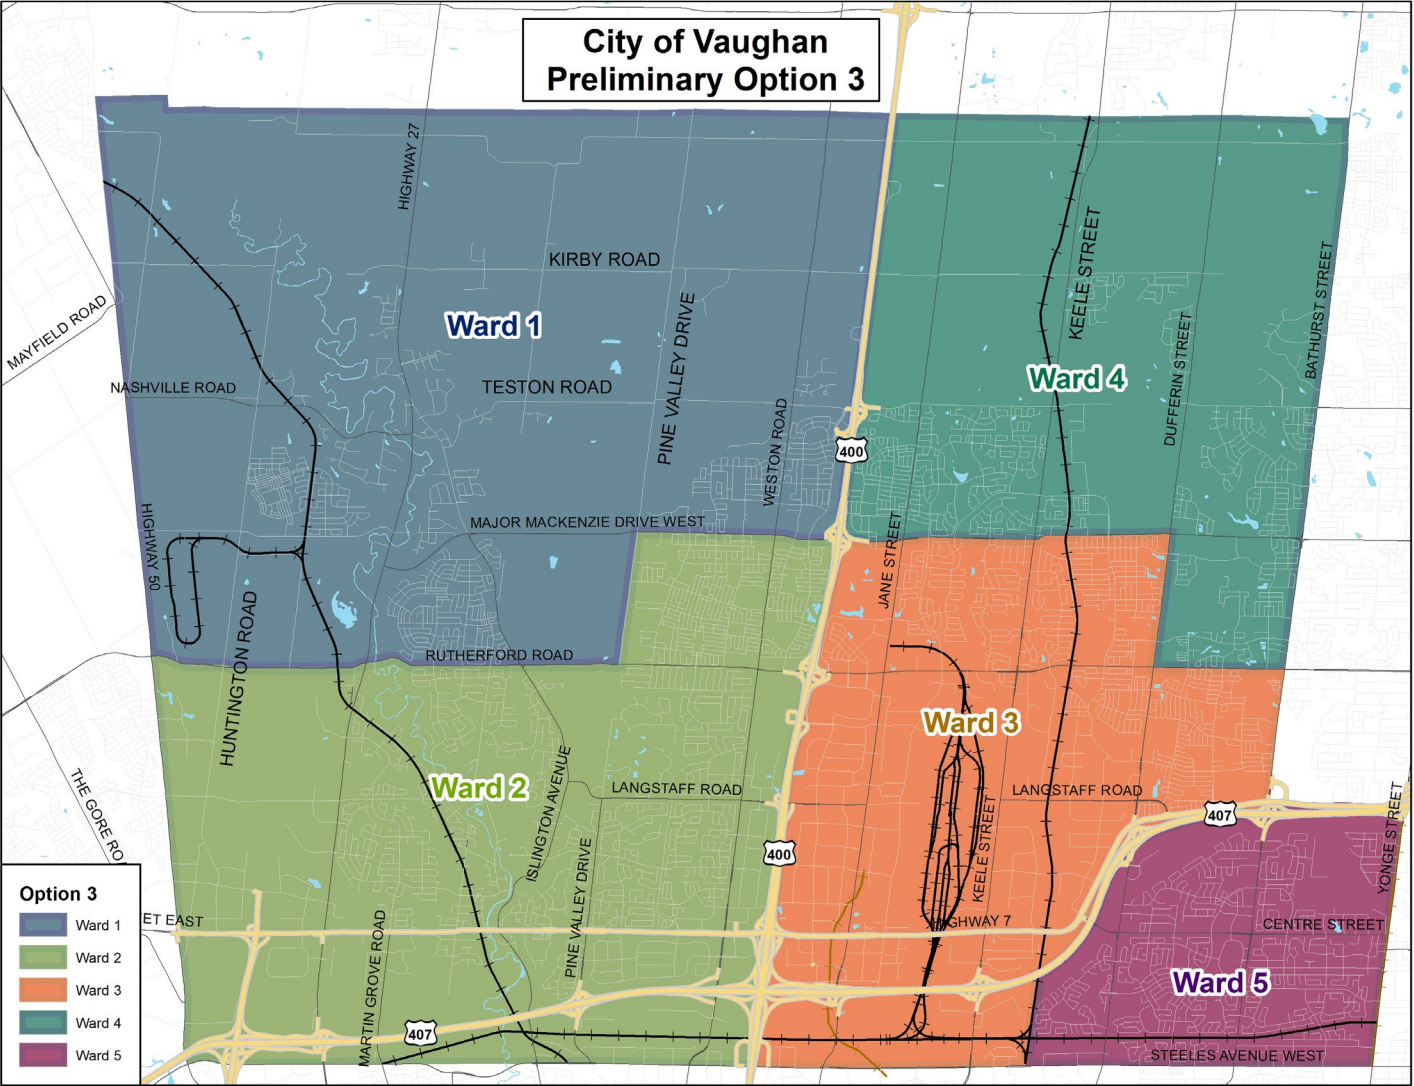 City of Vaughan
Preliminary Option 3
HIGHWAY 27
KIRBY ROAD
KEELE STREET
BATHURST STREET
MAYFIELD ROAD
Ward 1
PINE VALLEY DRIVE
DUFFERIN STREET
NASHVILLE ROAD
TESTON ROAD
Ward 4
WESTON ROAD
400
HIGHWAY 50
MAJOR MACKENZIE DRIVE WEST
JANE STREET
HUNTINGTON ROAD
RUTHERFORD ROAD
Ward 3
THE GORE RO
Ward 2
ISLINGTON AVENUE
LANGSTAFF ROAD
LANGSTAFF ROAD
407
YONGE STREET
400
KEELE STREET
PINE VALLEY DRIVE
ET EAST
GHWAY 7
CENTRE STREET
MARTIN GROVE ROAD
Ward 5
407
STEELES AVENUE WEST
Option 3
Ward 1
Ward 2
Ward 3
Ward 4
Ward 5